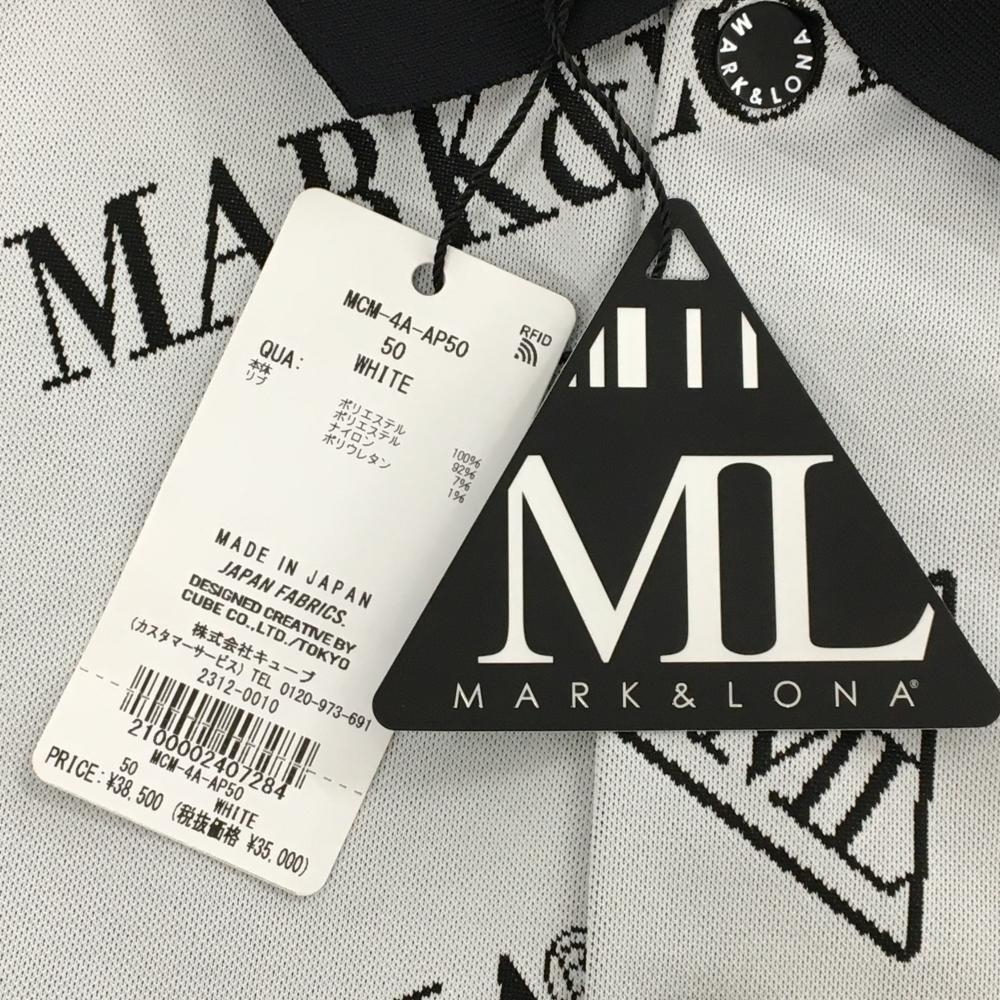 MARK&LO
MARK&LONA
MCM-4A-AP50
50
WHITE
RFID
QUA:
本体
リブ
ポリエステル 100%
ポリエステル 92%
ナイロン 7%
ポリウレタン 1%
MADE IN JAPAN
JAPAN FABRICS.
DESIGNED CREATIVE BY
CUBE CO.,LTD./TOKYO
株式会社キューブ
(カスタマーサービス) TEL 0120-973-691
2312-0010
2100002407284
50 MCM-4A-AP50
WHITE
PRICE: ¥38,500 (税抜価格 ¥35,000)
ML
MARK & LONA®
ML